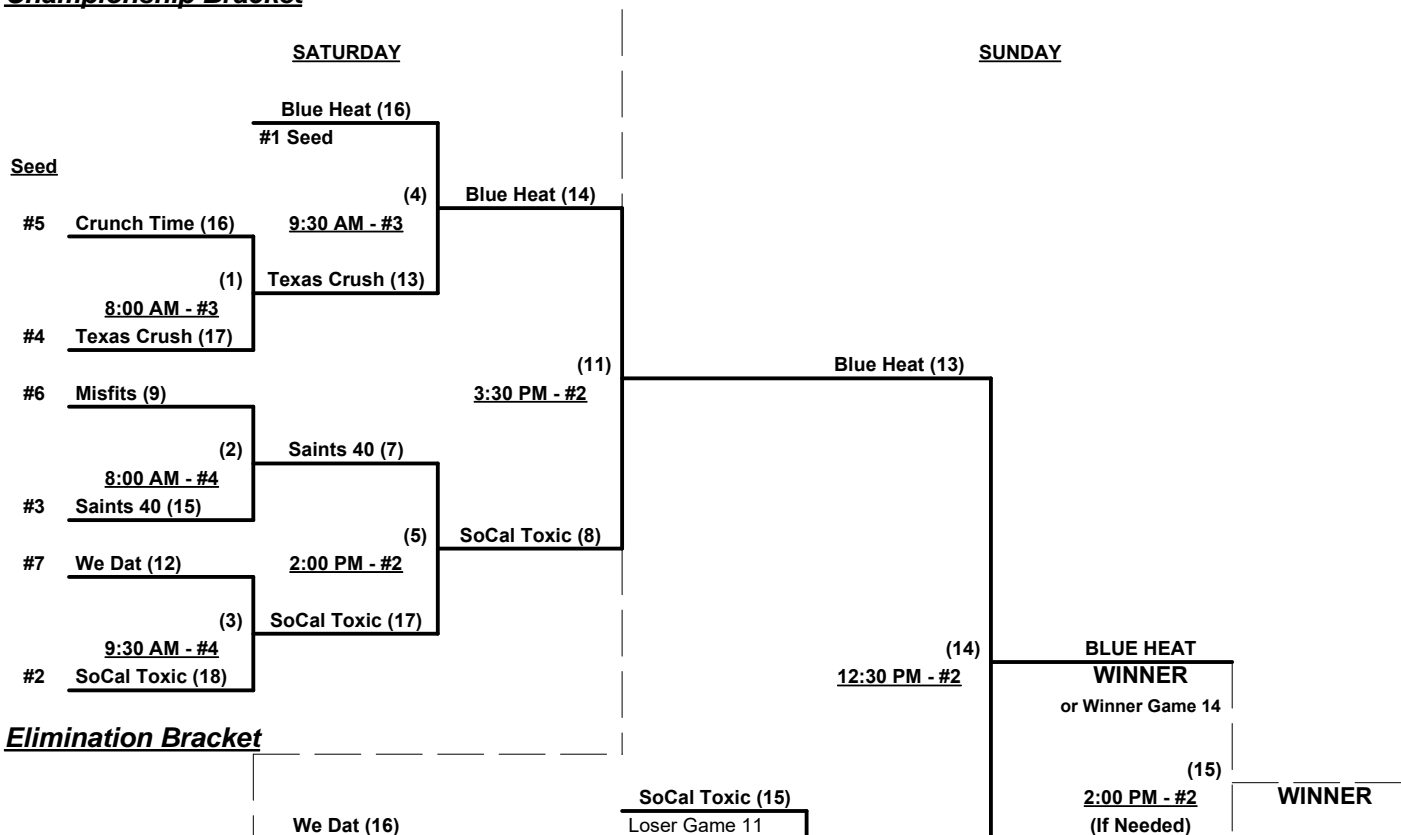 Championship Bracket
SATURDAY
SUNDAY
Blue Heat (16)
#1 Seed
Seed
(4)
Blue Heat (14)
#5
Crunch Time (16)
9:30 AM - #3
(1)
Texas Crush (13)
8:00 AM - #3
#4
Texas Crush (17)
(11)
Blue Heat (13)
#6
Misfits (9)
3:30 PM - #2
(2)
Saints 40 (7)
8:00 AM - #4
#3
Saints 40 (15)
(5)
SoCal Toxic (8)
#7
We Dat (12)
2:00 PM - #2
(3)
SoCal Toxic (17)
9:30 AM - #4
(14)
BLUE HEAT
#2
SoCal Toxic (18)
12:30 PM - #2
WINNER
or Winner Game 14
Elimination Bracket
(15)
SoCal Toxic (15)
2:00 PM - #2
WINNER
We Dat (16)
Loser Game 11
(If Needed)